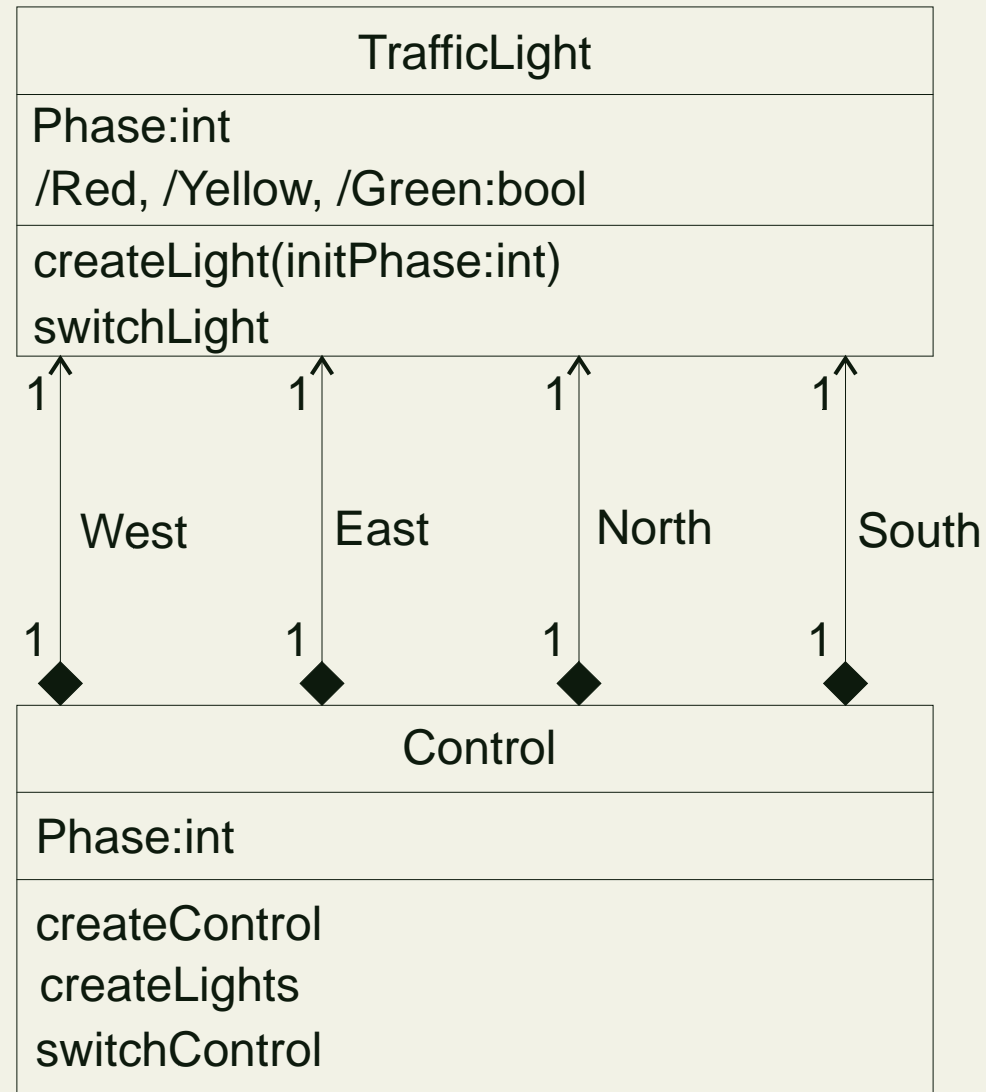 TrafficLight
Phase:int
/Red, /Yellow, /Green:bool
createLight(initPhase:int)
switchLight
1 1 1 1
West East North South
1 1 1 1
Control
Phase:int
createControl
createLights
switchControl